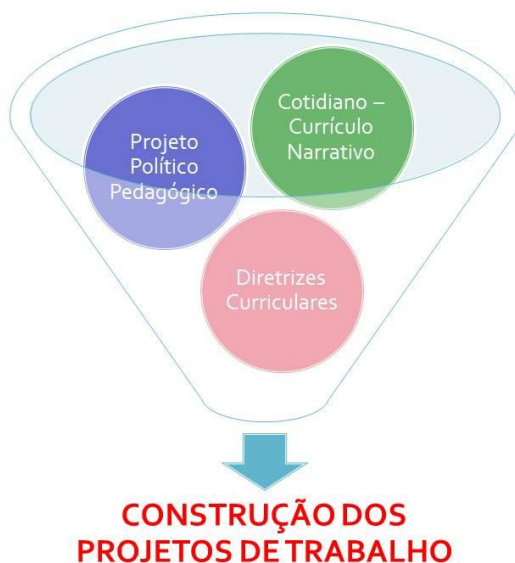 Cotidiano –
Currículo
Narrativo
Projeto
Político
Pedagógico
Diretrizes
Curriculares
CONSTRUÇÃO DOS
PROJETOS DE TRABALHO